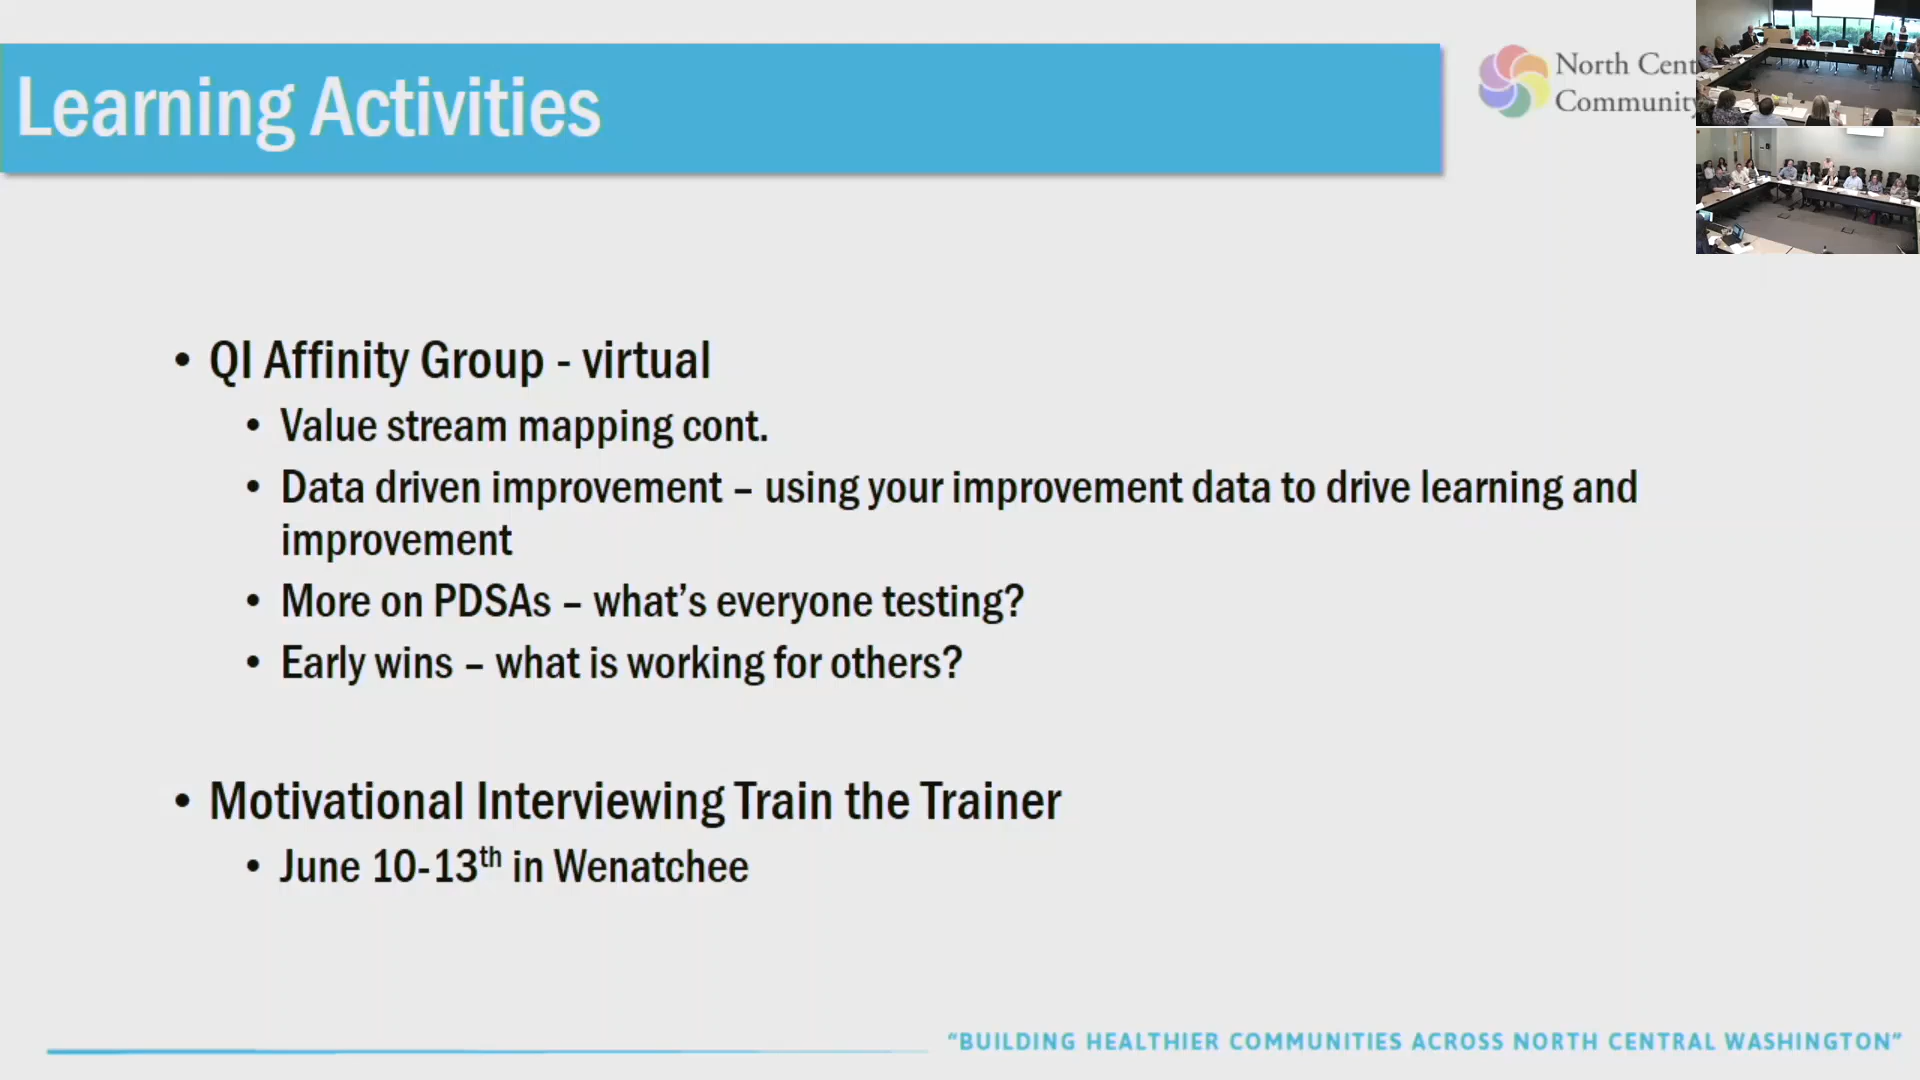 Learning Activities
North Cent
Community
• QI Affinity Group - virtual
• Value stream mapping cont.
• Data driven improvement – using your improvement data to drive learning and
improvement
• More on PDSAs – what’s everyone testing?
• Early wins – what is working for others?
• Motivational Interviewing Train the Trainer
• June 10-13th in Wenatchee
“BUILDING HEALTHIER COMMUNITIES ACROSS NORTH CENTRAL WASHINGTON”